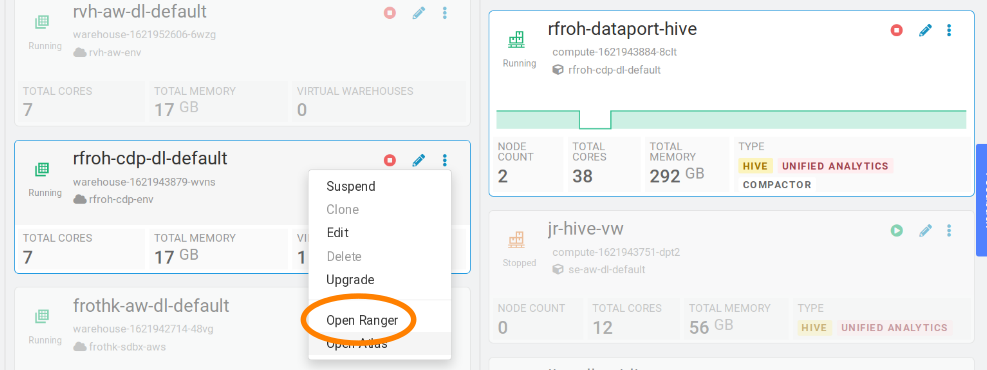 rvh-aw-dl-default
warehouse-1621952606-6wzg
Running
rvh-aw-env
TOTAL CORES
7
TOTAL MEMORY
17 GB
VIRTUAL WAREHOUSES
0
rfroh-cdp-dl-default
warehouse-1621943879-wvns
Running
rfroh-cdp-env
TOTAL CORES
7
TOTAL MEMORY
17 GB
1
Suspend
Clone
Edit
Delete
Upgrade
Open Ranger
Open Atlas
frothk-aw-dl-default
warehouse-1621942714-48vg
Running
frothk-sdbx-aws
rfroh-dataport-hive
compute-1621943884-8clt
Running
rfroh-cdp-dl-default
NODE COUNT
2
TOTAL CORES
38
TOTAL MEMORY
292 GB
TYPE
HIVE UNIFIED ANALYTICS
COMPACTOR
jr-hive-vw
compute-1621943751-dpt2
Stopped
se-aw-dl-default
NODE COUNT
0
TOTAL CORES
12
TOTAL MEMORY
56 GB
TYPE
HIVE UNIFIED ANALYTICS